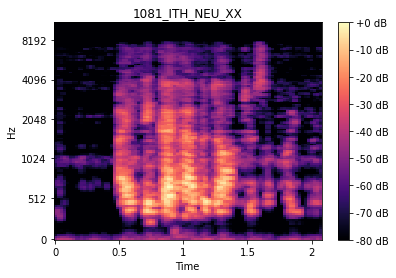 1081_ITH_NEU_XX
+0 dB
8192
-10 dB
4096
-20 dB
-30 dB
2048
Hz
-40 dB
1024
-50 dB
512
-60 dB
-70 dB
0
-80 dB
0 0.5 1 1.5 2
Time